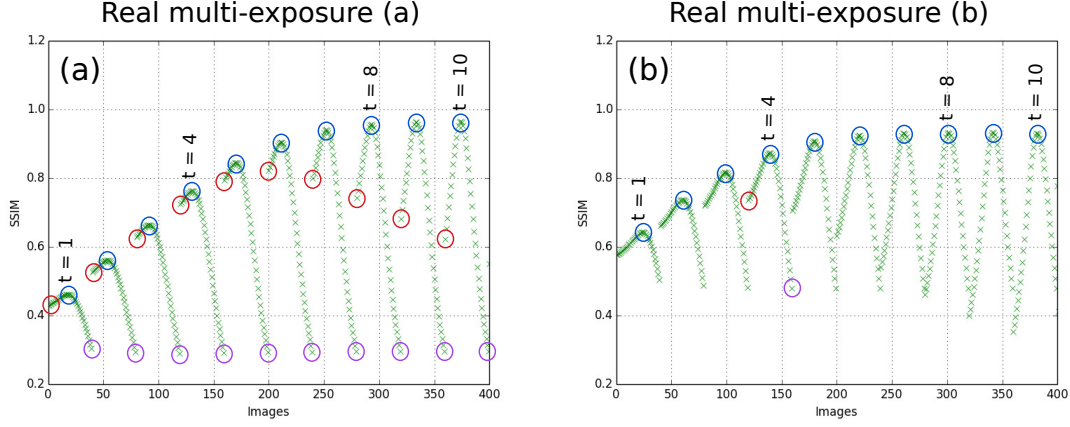 Real multi-exposure (a)
Real multi-exposure (b)
(a)
t = 1
t = 4
t = 8
t = 10
SSIM
1.2
1.0
0.8
0.6
0.4
0.2
0 50 100 150 200 250 300 350 400
Images
(b)
t = 1
t = 4
t = 8
t = 10
SSIM
1.2
1.0
0.8
0.6
0.4
0.2
0 50 100 150 200 250 300 350 400
Images